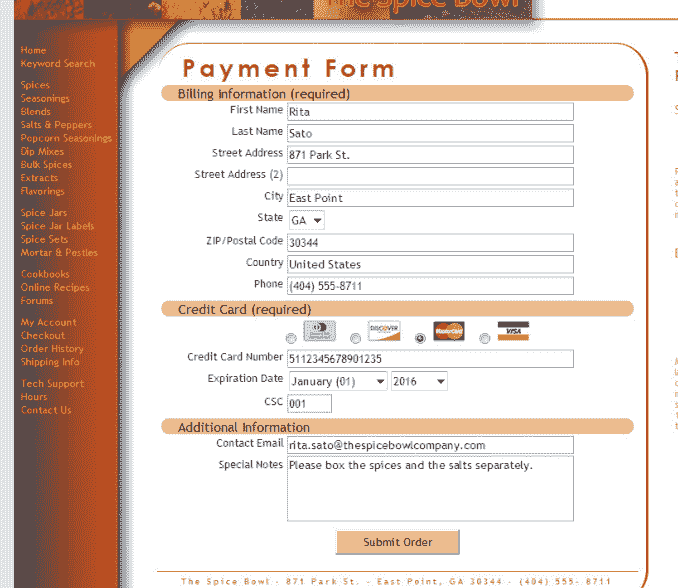 The Spice Bowl
Home
Keyword Search
Spices
Seasonings
Blends
Salts & Peppers
Popcorn Seasonings
Dip Mixes
Bulk Spices
Extracts
Flavorings
Spice Jars
Spice Jar Labels
Spice Sets
Mortar & Pestles
Cookbooks
Online Recipes
Forums
My Account
Checkout
Order History
Shipping Info
Tech Support
Hours
Contact Us
Payment Form
Billing Information (required)
First Name Rita
Last Name Sato
Street Address 871 Park St.
Street Address (2)
City East Point
State GA
ZIP/Postal Code 30344
Country United States
Phone (404) 555-8711
Credit Card (required)
DISCOVER MasterCard VISA
Credit Card Number 5112345678901235
Expiration Date January (01) 2016
CSC 001
Additional Information
Contact Email rita.sato@thespicebowlcompany.com
Special Notes Please box the spices and the salts separately.
Submit Order
The Spice Bowl - 871 Park St. - East Point, GA 30344 - (404) 555- 8711